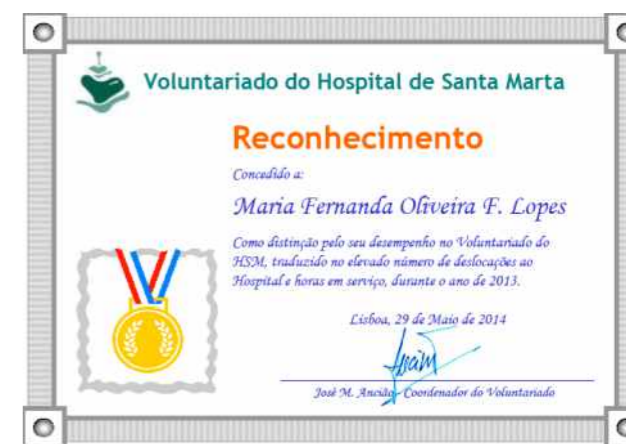 Voluntariado do Hospital de Santa Marta
Reconhecimento
Concedido a:
Maria Fernanda Oliveira F. Lopes
Como distinção pelo seu desempenho no Voluntariado do
HSM, traduzido no elevado número de deslocações ao
Hospital e horas em serviço, durante o ano de 2013.
Lisboa, 29 de Maio de 2014
José M. Ancião - Coordenador do Voluntariado